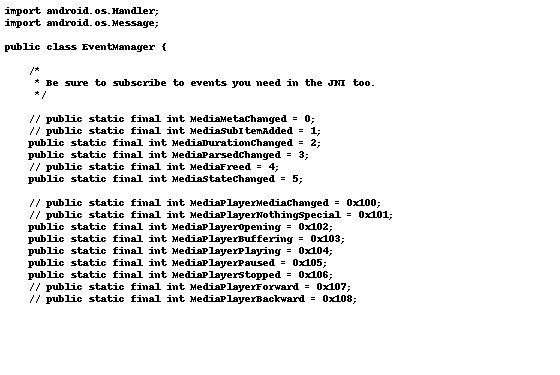 import android.os.Handler;
import android.os.Message;

public class EventManager {

    /*
     * Be sure to subscribe to events you need in the JNI too.
     */

    // public static final int MediaMetaChanged = 0;
    // public static final int MediaSubItemAdded = 1;
    public static final int MediaDurationChanged = 2;
    public static final int MediaParsedChanged = 3;
    // public static final int MediaFreed = 4;
    public static final int MediaStateChanged = 5;

    // public static final int MediaPlayerMediaChanged = 0x100;
    // public static final int MediaPlayerNothingSpecial = 0x101;
    public static final int MediaPlayerOpening = 0x102;
    public static final int MediaPlayerBuffering = 0x103;
    public static final int MediaPlayerPlaying = 0x104;
    public static final int MediaPlayerPaused = 0x105;
    public static final int MediaPlayerStopped = 0x106;
    // public static final int MediaPlayerForward = 0x107;
    // public static final int MediaPlayerBackward = 0x108;